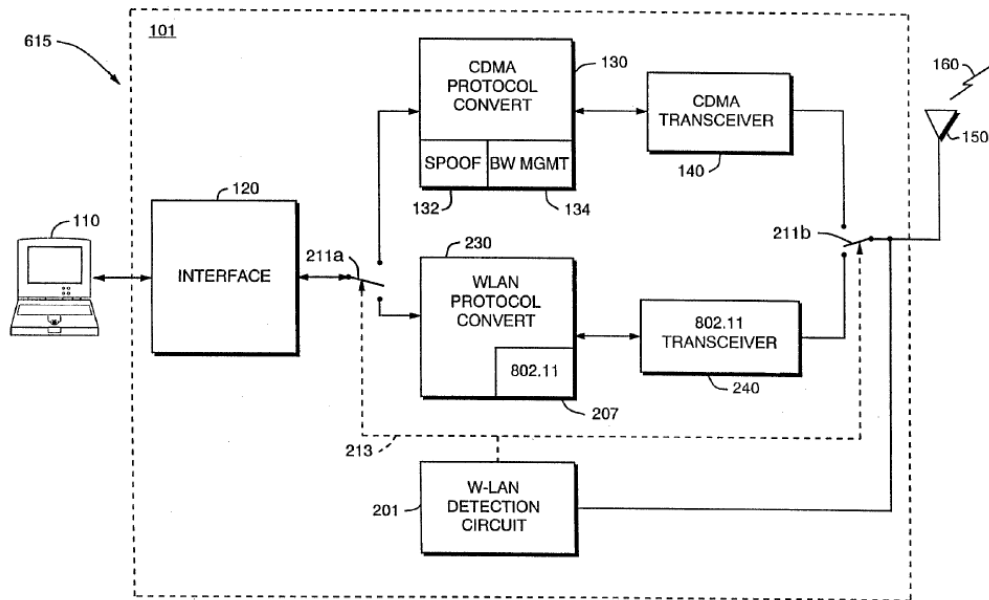 615
101
CDMA
PROTOCOL
CONVERT
130
SPOOF
BW MGMT
132
134
CDMA
TRANSCEIVER
140
160
150
110
120
INTERFACE
211a
211b
230
WLAN
PROTOCOL
CONVERT
802.11
207
802.11
TRANSCEIVER
240
213
W-LAN
DETECTION
CIRCUIT
201